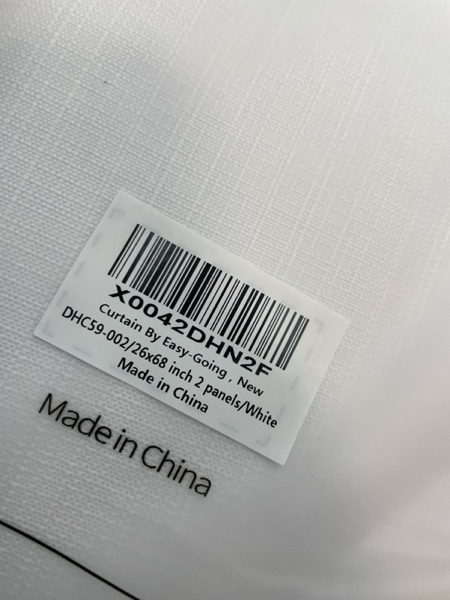 X0042DHN2F
Curtain By Easy-Going , New
DHC59-002/26x68 inch 2 panels/White
Made in China
Made in China